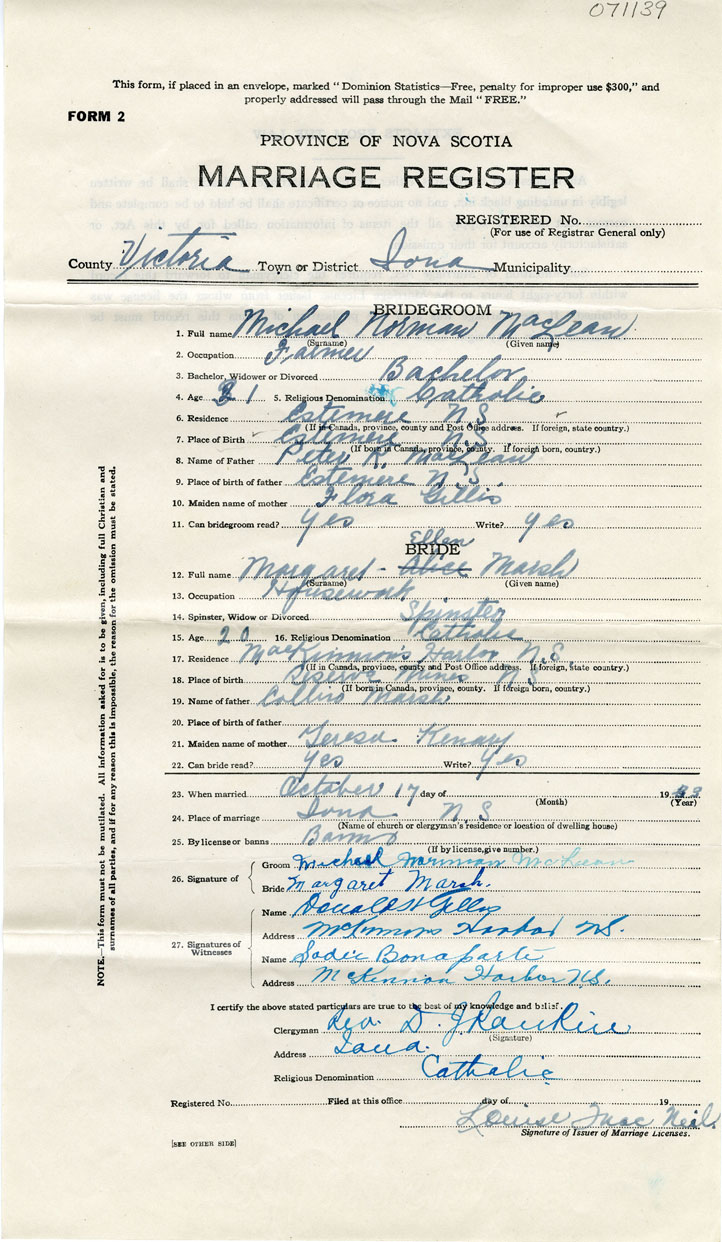 071139
This form, if placed in an envelope, marked "Dominion Statistics—Free, penalty for improper use $300," and
properly addressed will pass through the Mail "FREE."
FORM 2
PROVINCE OF NOVA SCOTIA
MARRIAGE REGISTER
REGISTERED No.
(For use of Registrar General only)
County Victoria Town or District Iona Municipality
BRIDEGROOM
1. Full name Michael Norman MacLean
(Surname) (Given name)
2. Occupation Farmer
3. Bachelor, Widower or Divorced Bachelor
4. Age 31 5. Religious Denomination Catholic
6. Residence Estmere N S
(If in Canada, province, county and Post Office address. If foreign, state country.)
7. Place of Birth Estmere N.S.
(If born in Canada, province, county. If foreign born, country.)
8. Name of Father Peter R. MacLean
9. Place of birth of father Estmere N S.
10. Maiden name of mother Flora Gillis
11. Can bridegroom read? Yes Write? Yes
Ellen
BRIDE
12. Full name Margaret - Alice Marsh
(Surname) (Given name)
13. Occupation Housework
14. Spinster, Widow or Divorced Spinster
15. Age 20 16. Religious Denomination Catholic
17. Residence MacKinnon's Harbor N.S.
(If in Canada, province, county and Post Office address. If foreign, state country.)
18. Place of birth Reserve Mines N S
(If born in Canada, province, county. If foreign born, country.)
19. Name of father Collins Marsh
20. Place of birth of father
21. Maiden name of mother Teresa Kenary
22. Can bride read? Yes Write? Yes
23. When married October 17 day of 19
(Month) (Year)
24. Place of marriage Iona N.S
(Name of church or clergyman's residence or location of dwelling house)
25. By license or banns Banns
(If by license, give number.)
26. Signature of
Groom Michael Norman McLean
Bride Margaret Marsh.
27. Signatures of Witnesses
Name Donald H Gillis
Address McKinnons Harbor N.S.
Name Sadie Bonaparte
Address McKinnon Harbor N.S.
I certify the above stated particulars are true to the best of my knowledge and belief.
Clergyman Rev. D. J Rankin
(Signature)
Address Iona.
Religious Denomination Catholic
Registered No. Filed at this office day of 19
Louise Mac Neil
Signature of Issuer of Marriage Licenses.
[SEE OTHER SIDE]
NOTE.—This form must not be mutilated. All information asked for is to be given, including full Christian and
surnames of all parties, and if for any reason this is impossible, the reason for the omission must be stated.